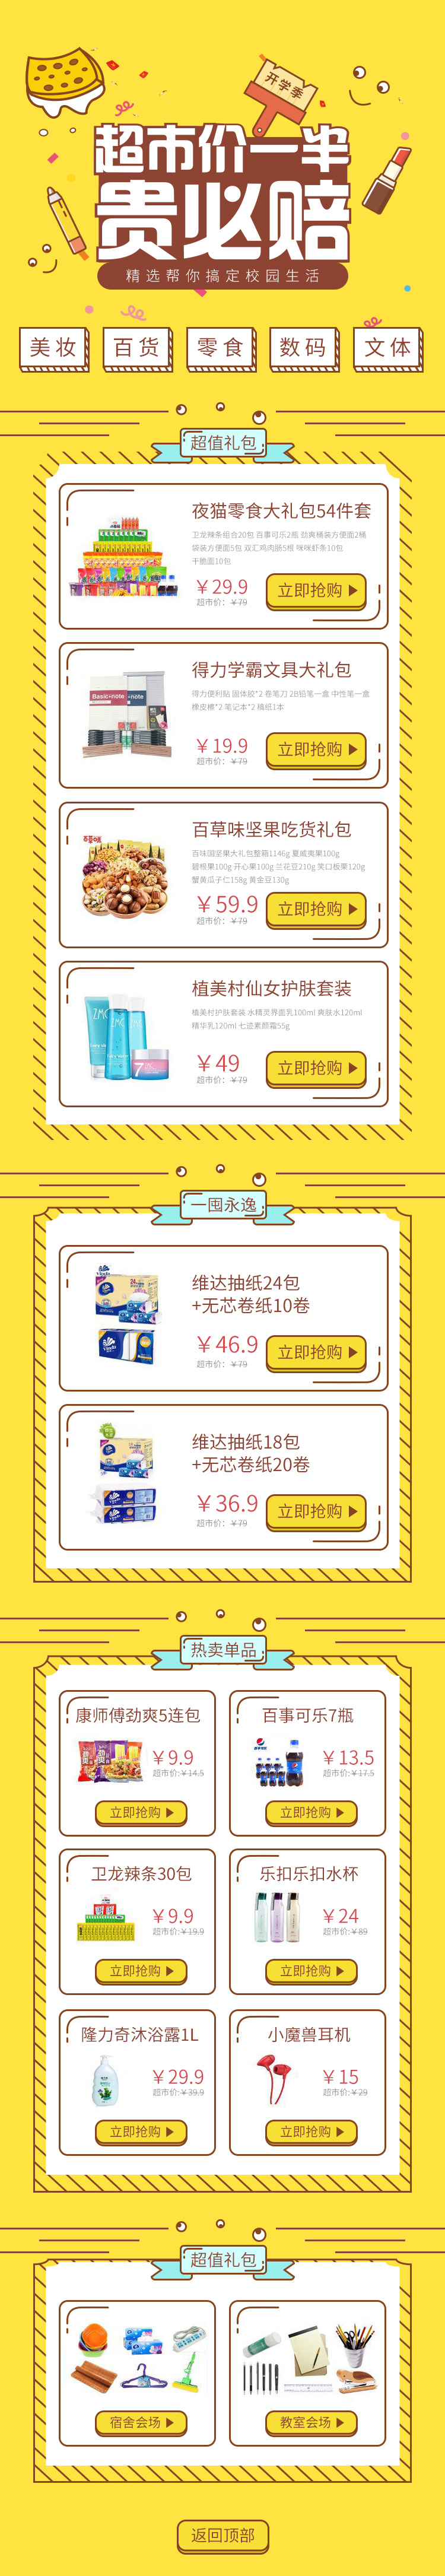 开学季
超市价一半
贵必赔
精选帮你搞定校园生活
美妆 百货 零食 数码 文体
超值礼包
夜猫零食大礼包54件套
卫龙辣条组合20包 百事可乐2瓶 劲爽桶装方便面2桶
袋装方便面5包 双汇鸡肉肠5根 咪咪虾条10包
干脆面10包
￥29.9
超市价：￥79
立即抢购
得力学霸文具大礼包
得力便利贴 固体胶*2 卷笔刀 2B铅笔一盒 中性笔一盒
橡皮檫*2 笔记本*2 稿纸1本
￥19.9
超市价：￥79
立即抢购
百草味坚果吃货礼包
百味园坚果大礼包整箱1146g 夏威夷果100g
碧根果100g 开心果100g 兰花豆210g 笑口板栗120g
蟹黄瓜子仁158g 黄金豆130g
￥59.9
超市价：￥79
立即抢购
植美村仙女护肤套装
植美村护肤套装 水精灵界面乳100ml 爽肤水120ml
精华乳120ml 七迹素颜霜55g
￥49
超市价：￥79
立即抢购
一囤永逸
维达抽纸24包
+无芯卷纸10卷
￥46.9
超市价：￥79
立即抢购
维达抽纸18包
+无芯卷纸20卷
￥36.9
超市价：￥79
立即抢购
热卖单品
康师傅劲爽5连包
￥9.9
超市价:￥14.5
立即抢购
百事可乐7瓶
￥13.5
超市价:￥17.5
立即抢购
卫龙辣条30包
￥9.9
超市价:￥19.9
立即抢购
乐扣乐扣水杯
￥24
超市价:￥89
立即抢购
隆力奇沐浴露1L
￥29.9
超市价:￥39.9
立即抢购
小魔兽耳机
￥15
超市价:￥29
立即抢购
超值礼包
宿舍会场
教室会场
返回顶部